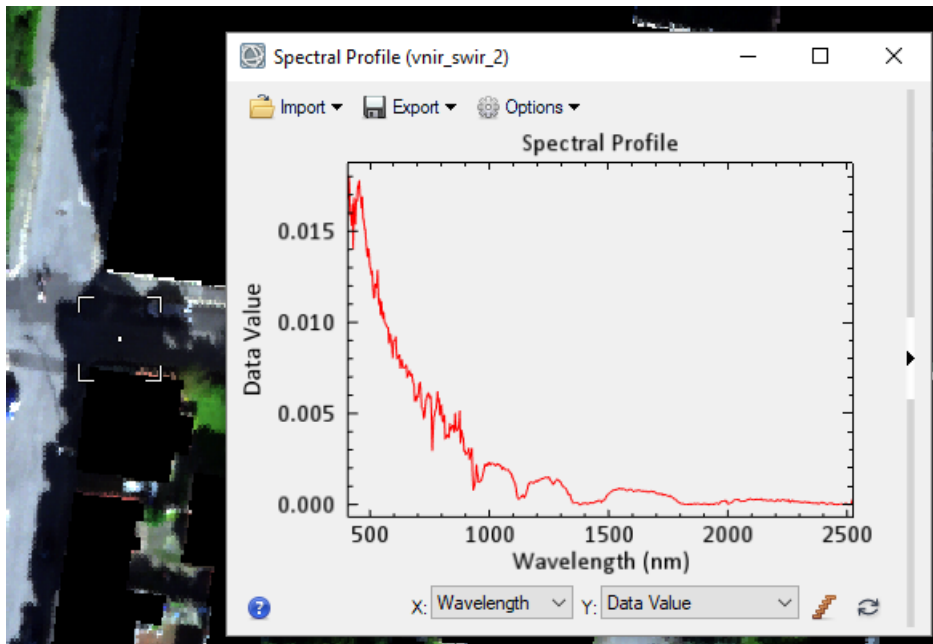 Spectral Profile (vnir_swir_2)
Import Export Options
Spectral Profile
0.015
0.010
0.005
0.000
Data Value
500 1000 1500 2000 2500
Wavelength (nm)
? X: Wavelength Y: Data Value